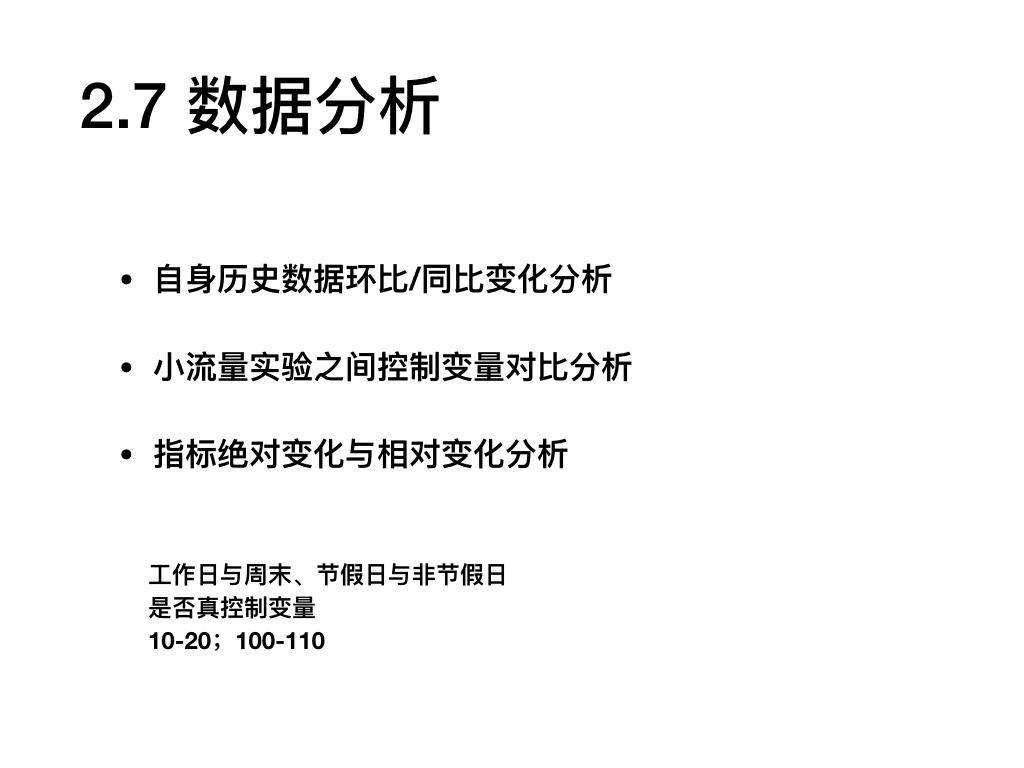 2.7 数据分析
• 自身历史数据环比/同比变化分析
• 小流量实验之间控制变量对比分析
• 指标绝对变化与相对变化分析
工作日与周末、节假日与非节假日
是否真控制变量
10-20；100-110